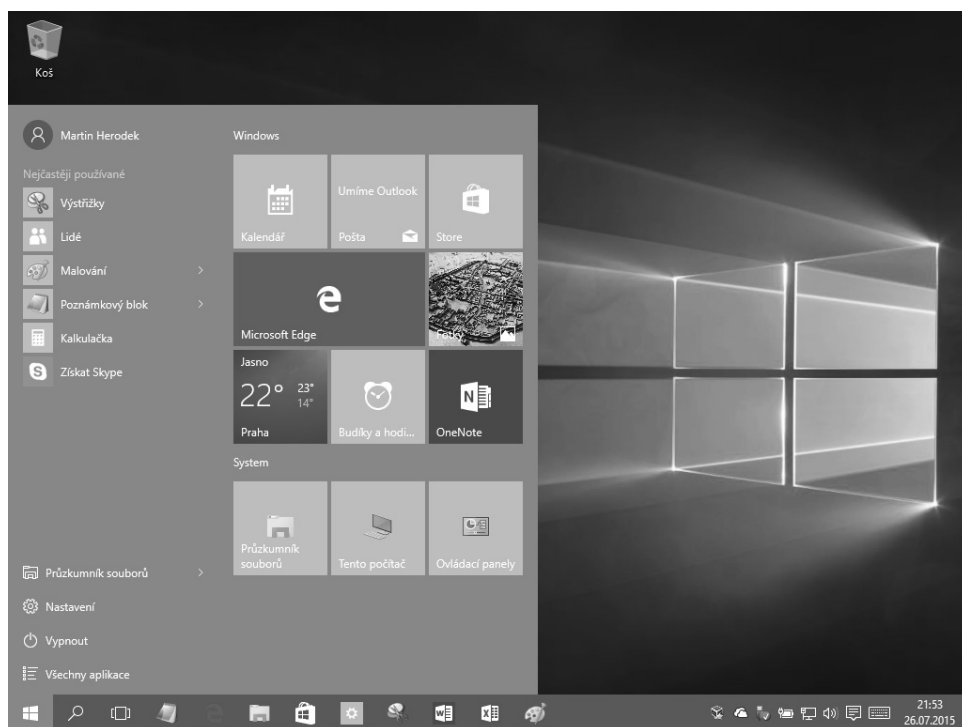 Koš
Martin Herodek
Nejčastěji používané
Výstřižky
Lidé
Malování
Poznámkový blok
Kalkulačka
Získat Skype
Průzkumník souborů
Nastavení
Vypnout
Všechny aplikace
Windows
Kalendář
Umíme Outlook
Pošta
Store
Microsoft Edge
Fotky
Jasno
22° 23°
14°
Praha
Budíky a hodi...
OneNote
System
Průzkumník
souborů
Tento počítač
Ovládací panely
21:53
26.07.2015